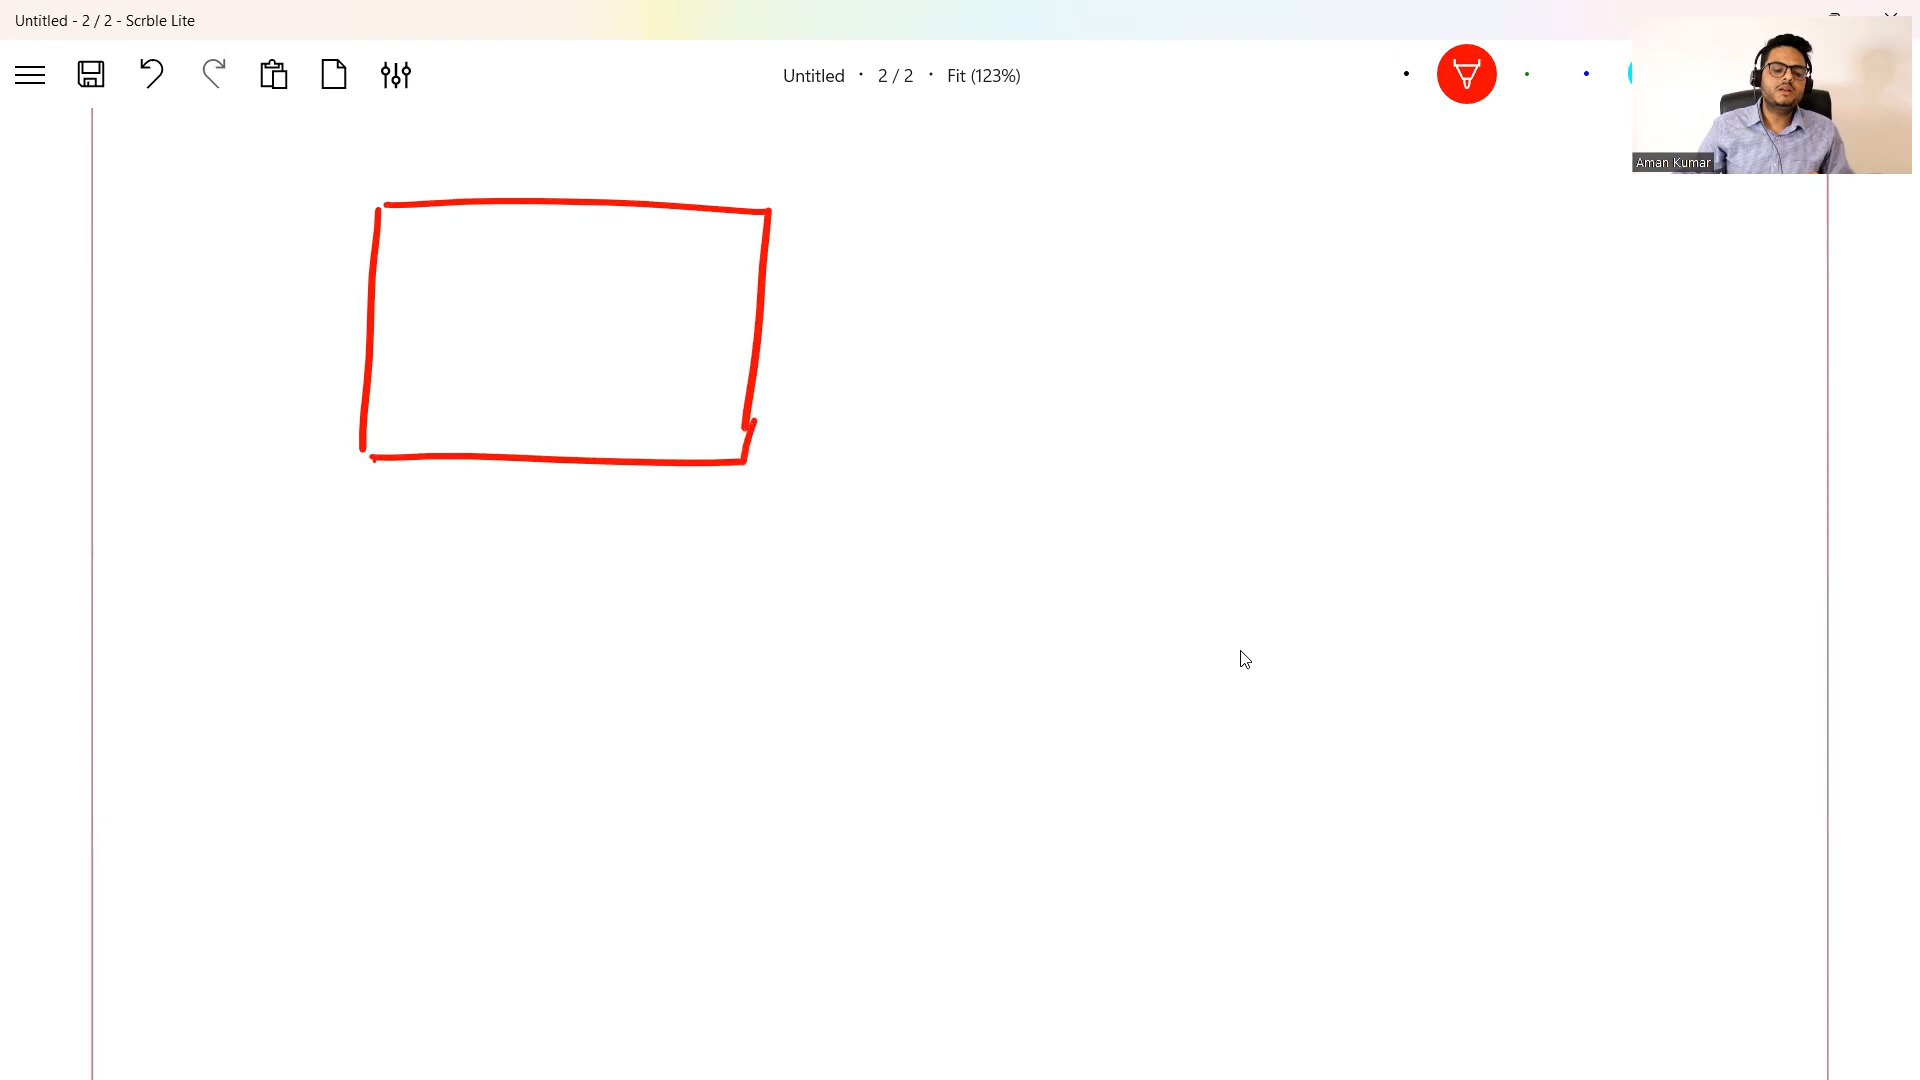 Untitled - 2 / 2 - Scrble Lite
Untitled • 2 / 2 • Fit (123%)
Aman Kumar